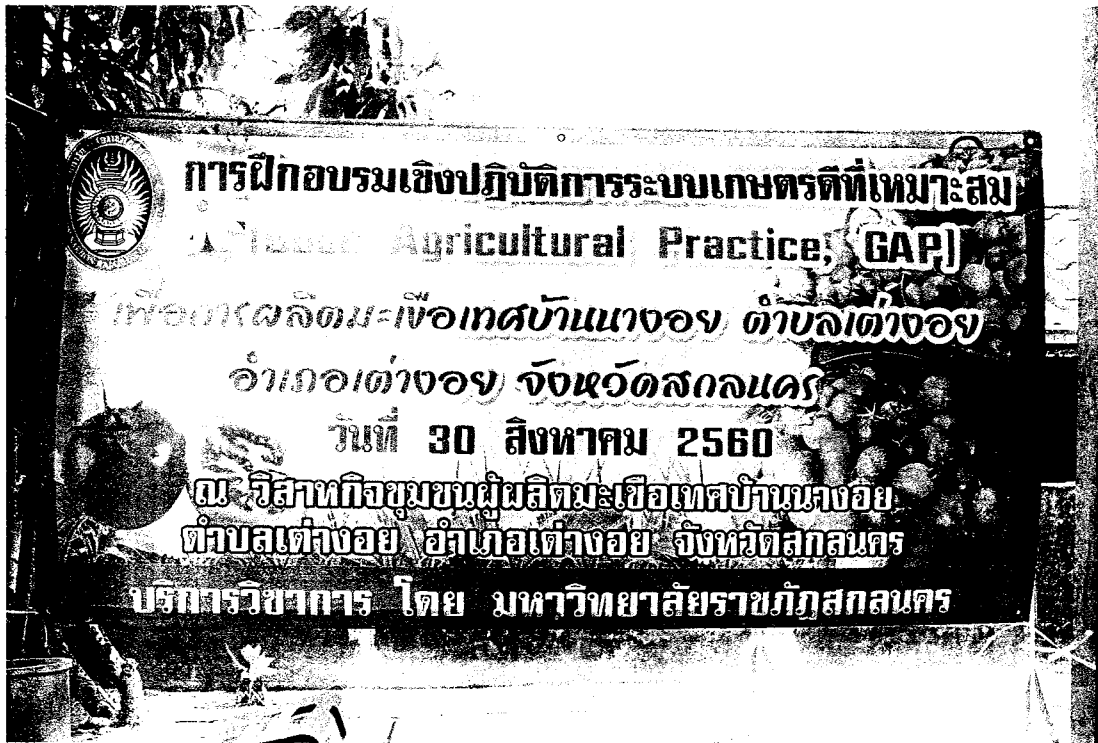 การฝึกอบรมเชิงปฏิบัติการระบบเกษตรดีที่เหมาะสม
Agricultural Practice; GAP)
เพื่อการผลิตมะเขือเทศบ้านนางอย ตำบลเต่างอย
อำเภอเต่างอย จังหวัดสกลนคร
วันที่ 30 สิงหาคม 2560
ณ วิสาหกิจชุมชนผู้ผลิตมะเขือเทศบ้านนางอย
ตำบลเต่างอย อำเภอเต่างอย จังหวัดสกลนคร
บริการวิชาการ โดย มหาวิทยาลัยราชภัฏสกลนคร